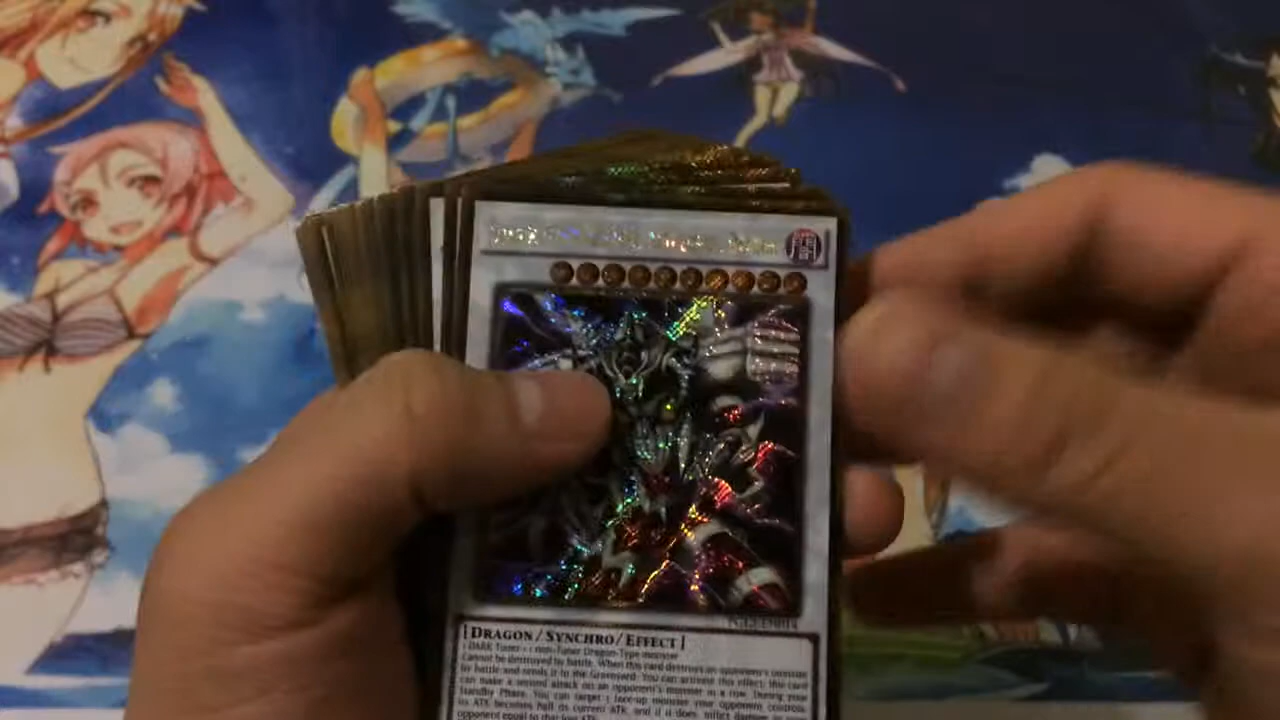 闇
[DRAGON/SYNCHRO/EFFECT]
1 DARK Tuner + 1 non-Tuner Dragon-Type monster
Cannot be destroyed by battle. When this card destroys an opponent's monster
by battle and sends it to the Graveyard: You can activate this effect; this card
can make a second attack on an opponent's monster in a row. During your
Standby Phase: You can target 1 face-up monster your opponent controls;
its ATK becomes half its current ATK, and if it does, inflict damage to your
opponent equal to that lost ATK.